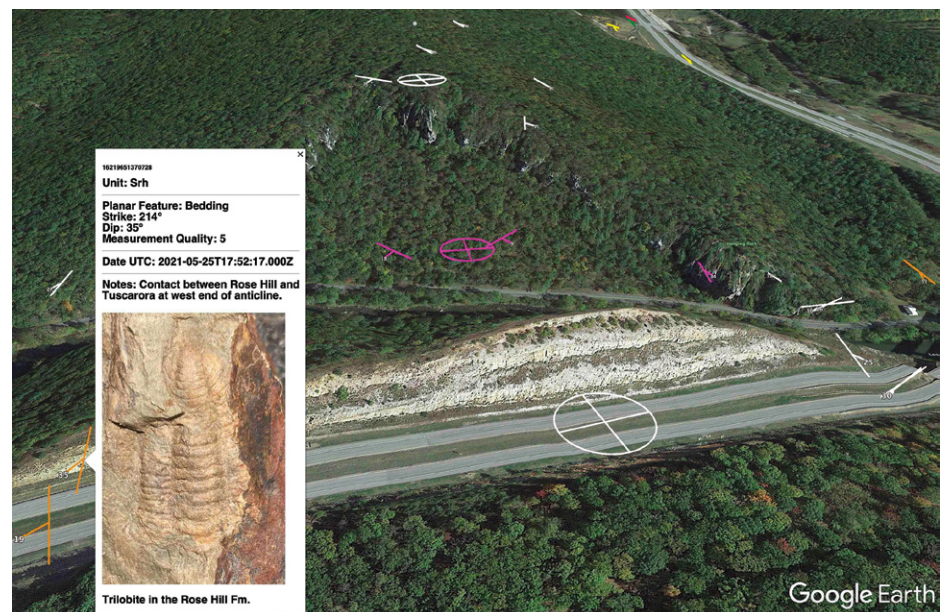 ×
16219651370728
Unit: Srh
Planar Feature: Bedding
Strike: 214°
Dip: 35°
Measurement Quality: 5
Date UTC: 2021-05-25T17:52:17.000Z
Notes: Contact between Rose Hill and
Tuscarora at west end of anticline.
Trilobite in the Rose Hill Fm.
10
35
19
Google Earth